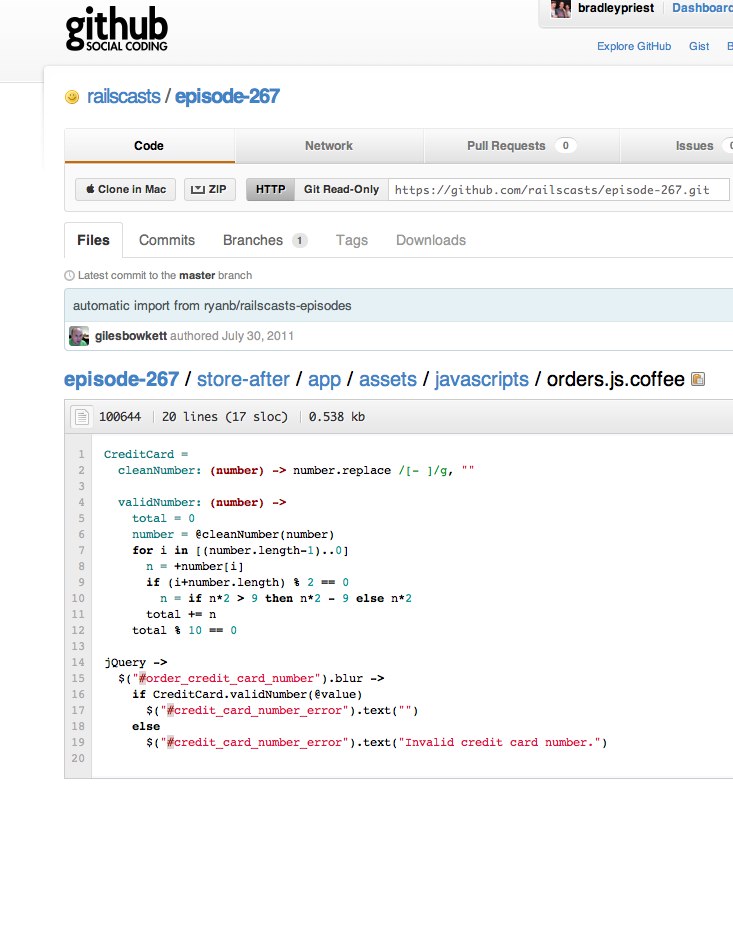 github
SOCIAL CODING
bradleypriest Dashboard
Explore GitHub Gist B
railscasts / episode-267
Code Network Pull Requests 0 Issues
Clone in Mac ZIP HTTP Git Read-Only https://github.com/railscasts/episode-267.git
Files Commits Branches 1 Tags Downloads
Latest commit to the master branch
automatic import from ryanb/railscasts-episodes
gilesbowkett authored July 30, 2011
episode-267 / store-after / app / assets / javascripts / orders.js.coffee
100644 20 lines (17 sloc) 0.538 kb
1 CreditCard =
2 cleanNumber: (number) -> number.replace /[- ]/g, ""
3
4 validNumber: (number) ->
5 total = 0
6 number = @cleanNumber(number)
7 for i in [(number.length-1)..0]
8 n = +number[i]
9 if (i+number.length) % 2 == 0
10 n = if n*2 > 9 then n*2 - 9 else n*2
11 total += n
12 total % 10 == 0
13
14 jQuery ->
15 $("#order_credit_card_number").blur ->
16 if CreditCard.validNumber(@value)
17 $("#credit_card_number_error").text("")
18 else
19 $("#credit_card_number_error").text("Invalid credit card number.")
20